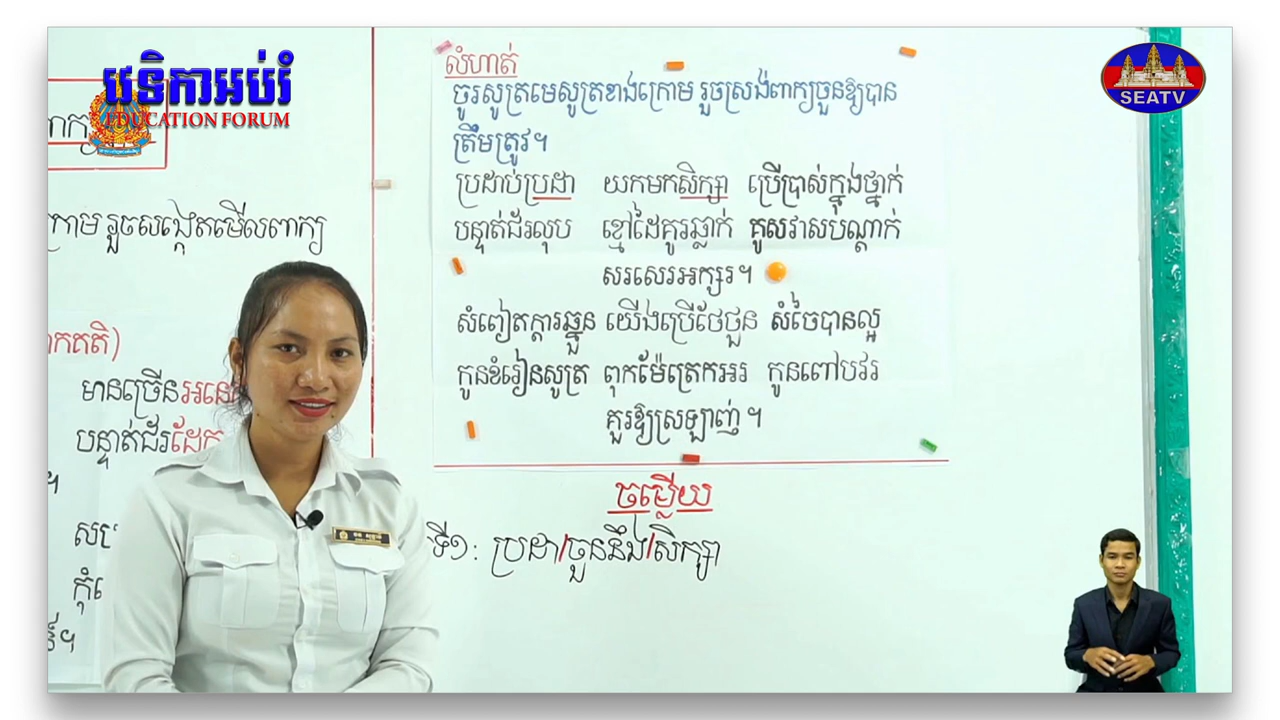 វេទិកាអប់រំ
EDUCATION FORUM
SEATV
ក្រោម រួចសង្កេតមើលពាក្យ
កគតិ)
មានច្រើនអនេ
បន្ទាត់ជ័រដែក
លំហាត់
ចូរសូត្រមេសូត្រខាងក្រោម រួចស្រង់ពាក្យចួនឱ្យបាន
ត្រឹមត្រូវ។
ប្រដាប់ប្រដា យកមកសិក្សា ប្រើប្រាស់ក្នុងថ្នាក់
បន្ទាត់ជ័រលុប ខ្មៅដៃគូរឆ្លាក់ គូសវាសបណ្ដាក់
សរសេរអក្សរ។
សំពៀតក្ដារឆ្នួន យើងប្រើថែថួន សំចៃបានល្អ
កូនខំរៀនសូត្រ ពុកម៉ែត្រេកអរ កូនពៅបវរ
គួរឱ្យស្រឡាញ់។
ចម្លើយ
ទី១: ប្រដា/ចួននឹង/សិក្សា